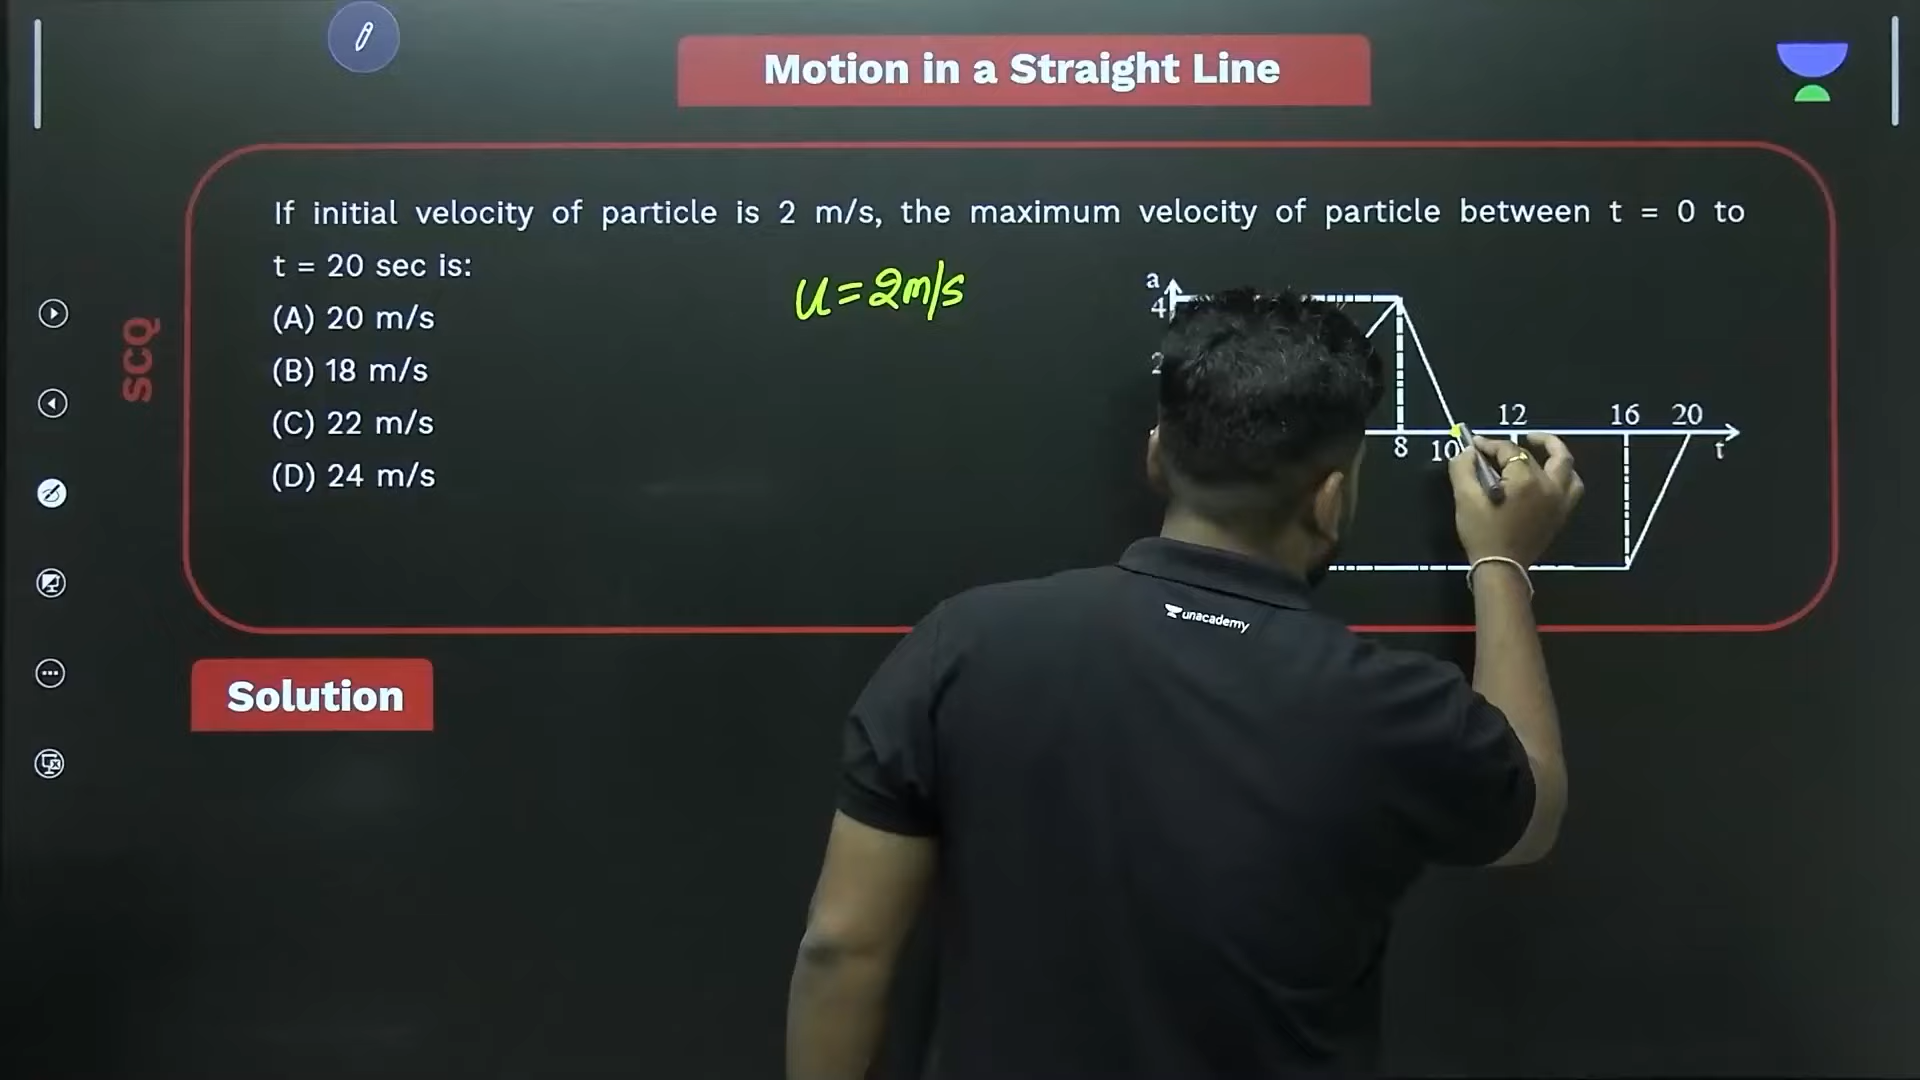 Motion in a Straight Line
If initial velocity of particle is 2 m/s, the maximum velocity of particle between t = 0 to
t = 20 sec is:
(A) 20 m/s
(B) 18 m/s
(C) 22 m/s
(D) 24 m/s
SCQ
u = 2m/s
a
4
2
12 16 20
8 10 t
unacademy
Solution